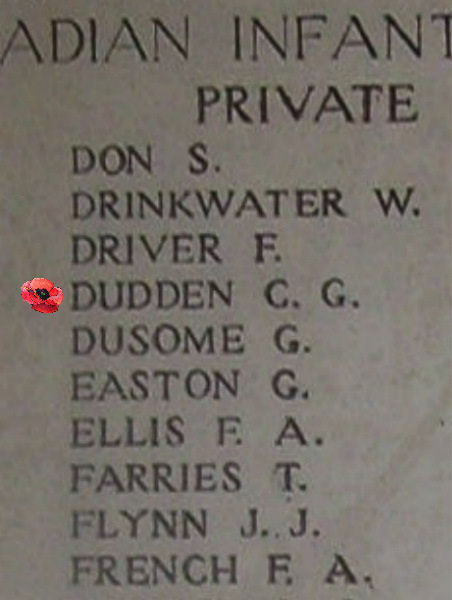 ADIAN INFANT
PRIVATE
DON S.
DRINKWATER W.
DRIVER F.
DUDDEN C. G.
DUSOME G.
EASTON G.
ELLIS F. A.
FARRIES T.
FLYNN J. J.
FRENCH F. A.